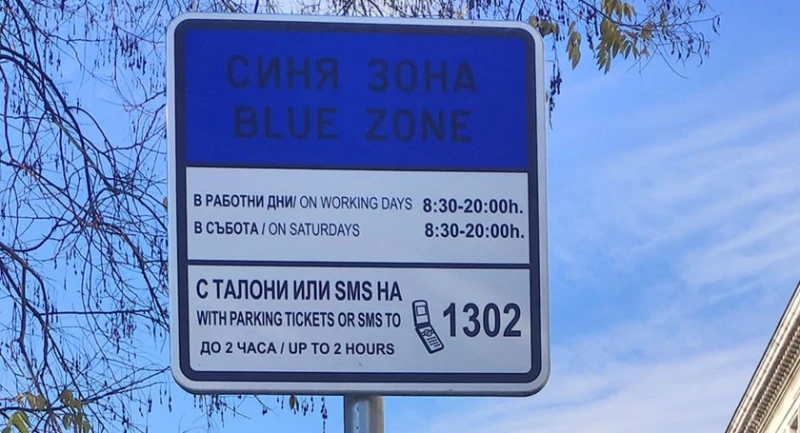 СИНЯ ЗОНА
BLUE ZONE
В РАБОТНИ ДНИ/ ON WORKING DAYS 8:30-20:00h.
В СЪБОТА / ON SATURDAYS 8:30-20:00h.
С ТАЛОНИ ИЛИ SMS НА
WITH PARKING TICKETS OR SMS TO 1302
ДО 2 ЧАСА / UP TO 2 HOURS